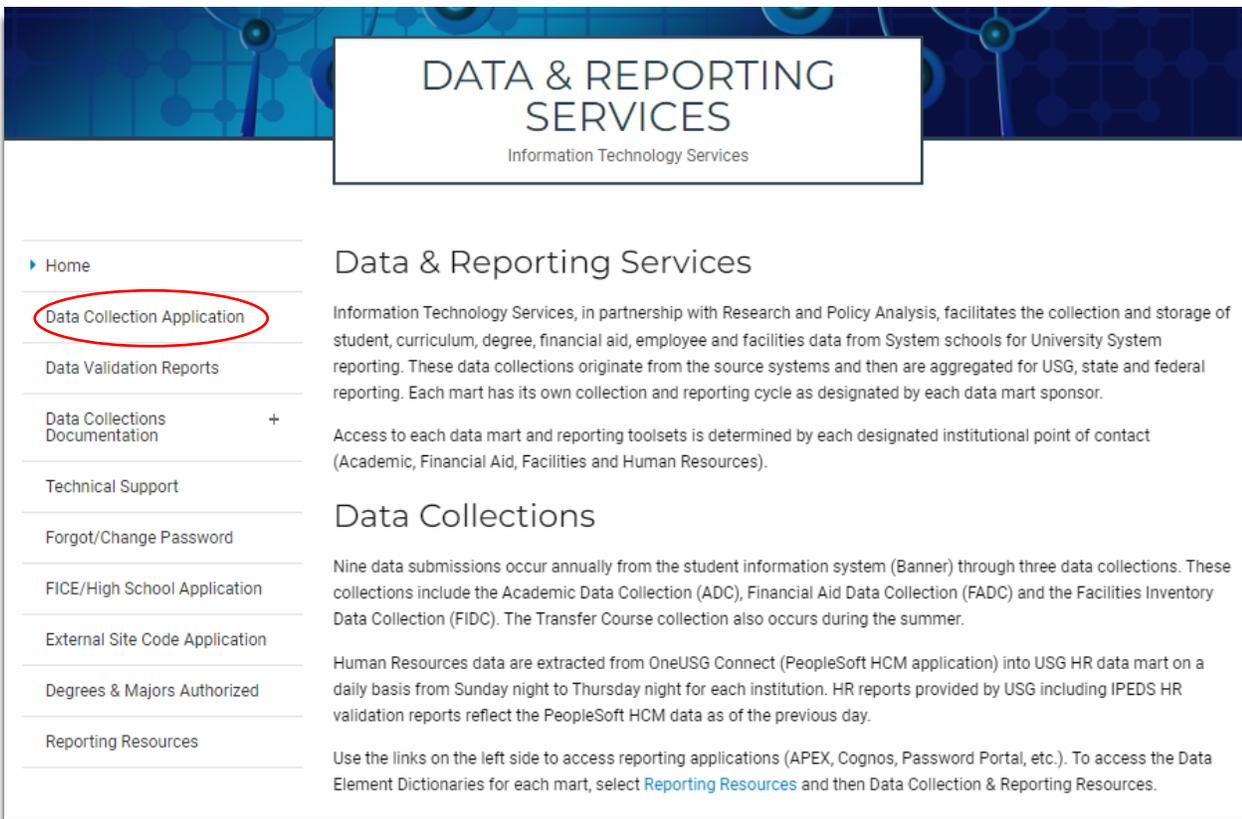 DATA & REPORTING
SERVICES
Information Technology Services
Home
Data Collection Application
Data Validation Reports
Data Collections
Documentation
+
Technical Support
Forgot/Change Password
FICE/High School Application
External Site Code Application
Degrees & Majors Authorized
Reporting Resources
Data & Reporting Services
Information Technology Services, in partnership with Research and Policy Analysis, facilitates the collection and storage of
student, curriculum, degree, financial aid, employee and facilities data from System schools for University System
reporting. These data collections originate from the source systems and then are aggregated for USG, state and federal
reporting. Each mart has its own collection and reporting cycle as designated by each data mart sponsor.
Access to each data mart and reporting toolsets is determined by each designated institutional point of contact
(Academic, Financial Aid, Facilities and Human Resources).
Data Collections
Nine data submissions occur annually from the student information system (Banner) through three data collections. These
collections include the Academic Data Collection (ADC), Financial Aid Data Collection (FADC) and the Facilities Inventory
Data Collection (FIDC). The Transfer Course collection also occurs during the summer.
Human Resources data are extracted from OneUSG Connect (PeopleSoft HCM application) into USG HR data mart on a
daily basis from Sunday night to Thursday night for each institution. HR reports provided by USG including IPEDS HR
validation reports reflect the PeopleSoft HCM data as of the previous day.
Use the links on the left side to access reporting applications (APEX, Cognos, Password Portal, etc.). To access the Data
Element Dictionaries for each mart, select Reporting Resources and then Data Collection & Reporting Resources.